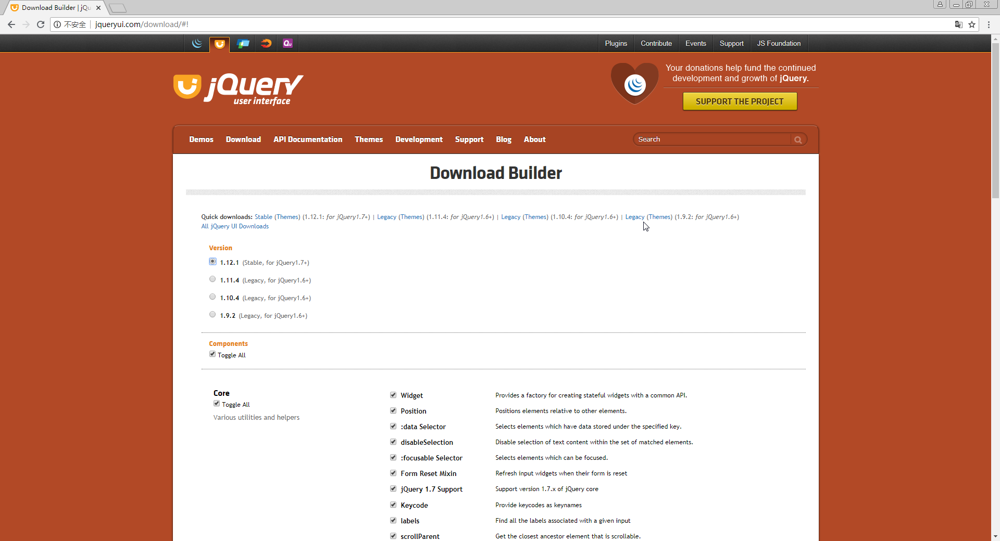 Download Builder | jQu
不安全 jqueryui.com/download/#!
Qu
Plugins Contribute Events Support JS Foundation
jQuery
user interface
Your donations help fund the continued
development and growth of jQuery.
SUPPORT THE PROJECT
Demos Download API Documentation Themes Development Support Blog About Search
Download Builder
Quick downloads: Stable (Themes) (1.12.1: for jQuery1.7+) | Legacy (Themes) (1.11.4: for jQuery1.6+) | Legacy (Themes) (1.10.4: for jQuery1.6+) | Legacy (Themes) (1.9.2: for jQuery1.6+)
All jQuery UI Downloads
Version
1.12.1 (Stable, for jQuery1.7+)
1.11.4 (Legacy, for jQuery1.6+)
1.10.4 (Legacy, for jQuery1.6+)
1.9.2 (Legacy, for jQuery1.6+)
Components
Toggle All
Core
Toggle All
Various utilities and helpers
Widget Provides a factory for creating stateful widgets with a common API.
Position Positions elements relative to other elements.
:data Selector Selects elements which have data stored under the specified key.
disableSelection Disable selection of text content within the set of matched elements.
:focusable Selector Selects elements which can be focused.
Form Reset Mixin Refresh input widgets when their form is reset
jQuery 1.7 Support Support version 1.7.x of jQuery core
Keycode Provide keycodes as keynames
labels Find all the labels associated with a given input
scrollParent Get the closest ancestor element that is scrollable.